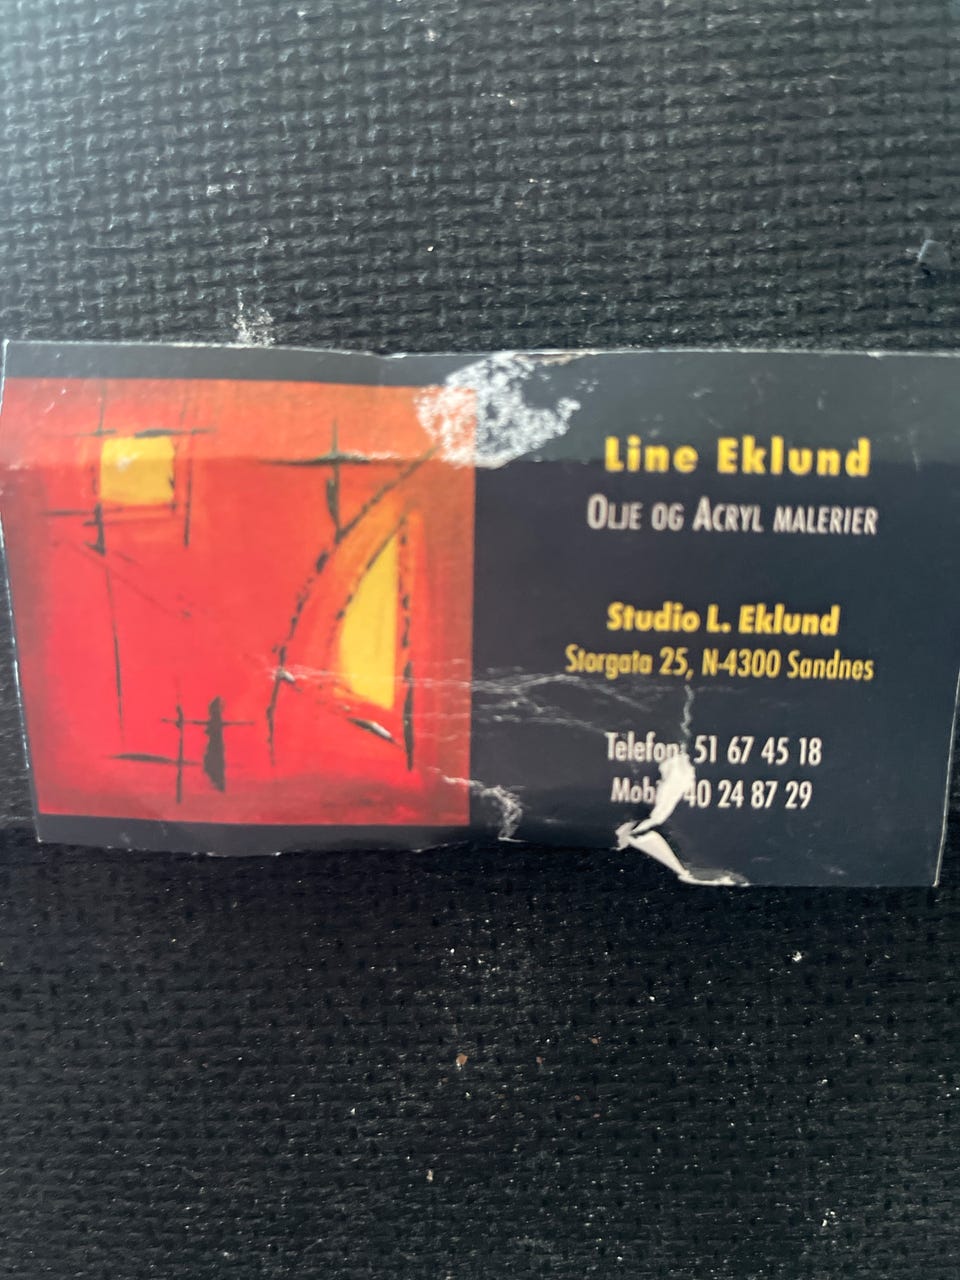 Line Eklund
OLJE OG ACRYL MALERIER
Studio L. Eklund
Storgata 25, N-4300 Sandnes
Telefon: 51 67 45 18
40 24 87 29